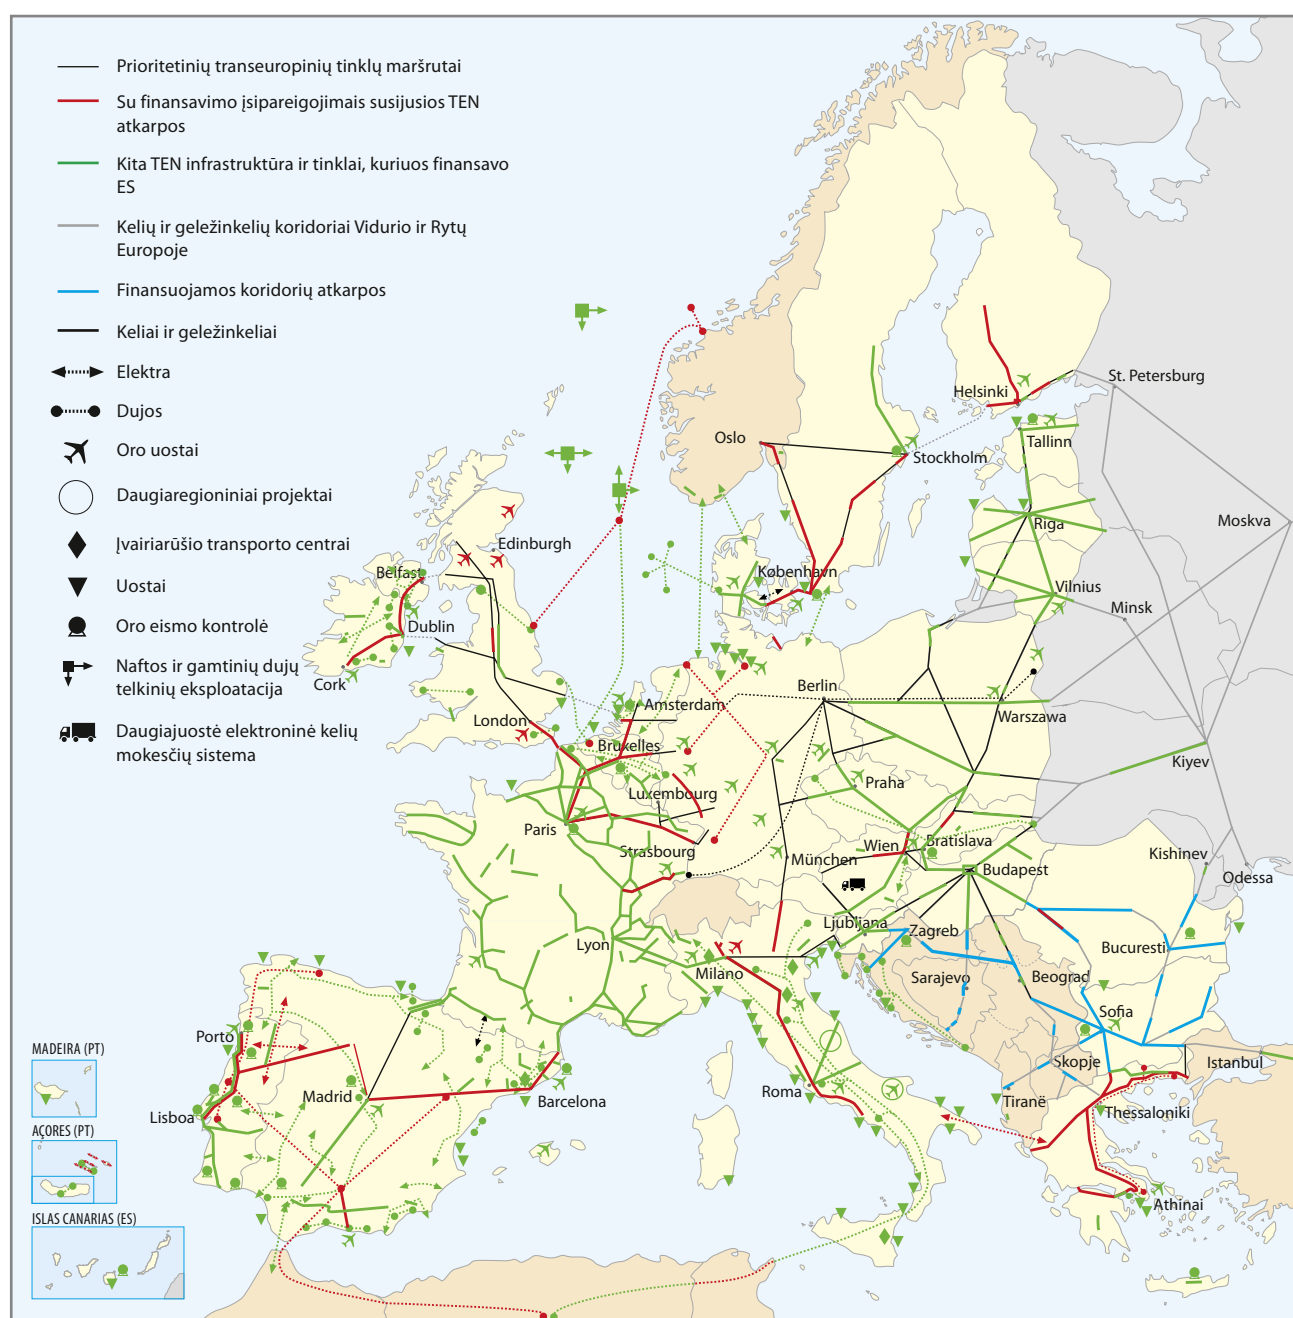 Prioritetinių transeuropinių tinklų maršrutai
Su finansavimo įsipareigojimais susijusios TEN
atkarpos
Kita TEN infrastruktūra ir tinklai, kuriuos finansavo
ES
Kelių ir geležinkelių koridoriai Vidurio ir Rytų
Europoje
Finansuojamos koridorių atkarpos
Keliai ir geležinkeliai
Elektra
Dujos
Oro uostai
Daugiaregioniniai projektai
Įvairiarūšio transporto centrai
Uostai
Oro eismo kontrolė
Naftos ir gamtinių dujų
telkinių eksploatacija
Daugiajuostė elektroninė kelių
mokesčių sistema
St. Petersburg
Helsinki
Oslo
Tallinn
Stockholm
Moskva
Riga
Edinburgh
Belfast
København
Vilnius
Minsk
Dublin
Cork
Berlin
Amsterdam
Warszawa
London
Bruxelles
Kiyev
Praha
Luxembourg
Paris
Wien
Bratislava
Strasbourg
München
Kishinev
Budapest
Odessa
Ljubljana
Zagreb
Lyon
Bucuresti
Milano
Sarajevo
Beograd
Sofia
Porto
Istanbul
MADEIRA (PT)
Skopje
Roma
Madrid
Barcelona
Tiranë
Lisboa
Thessaloniki
AÇORES (PT)
Athinai
ISLAS CANARIAS (ES)